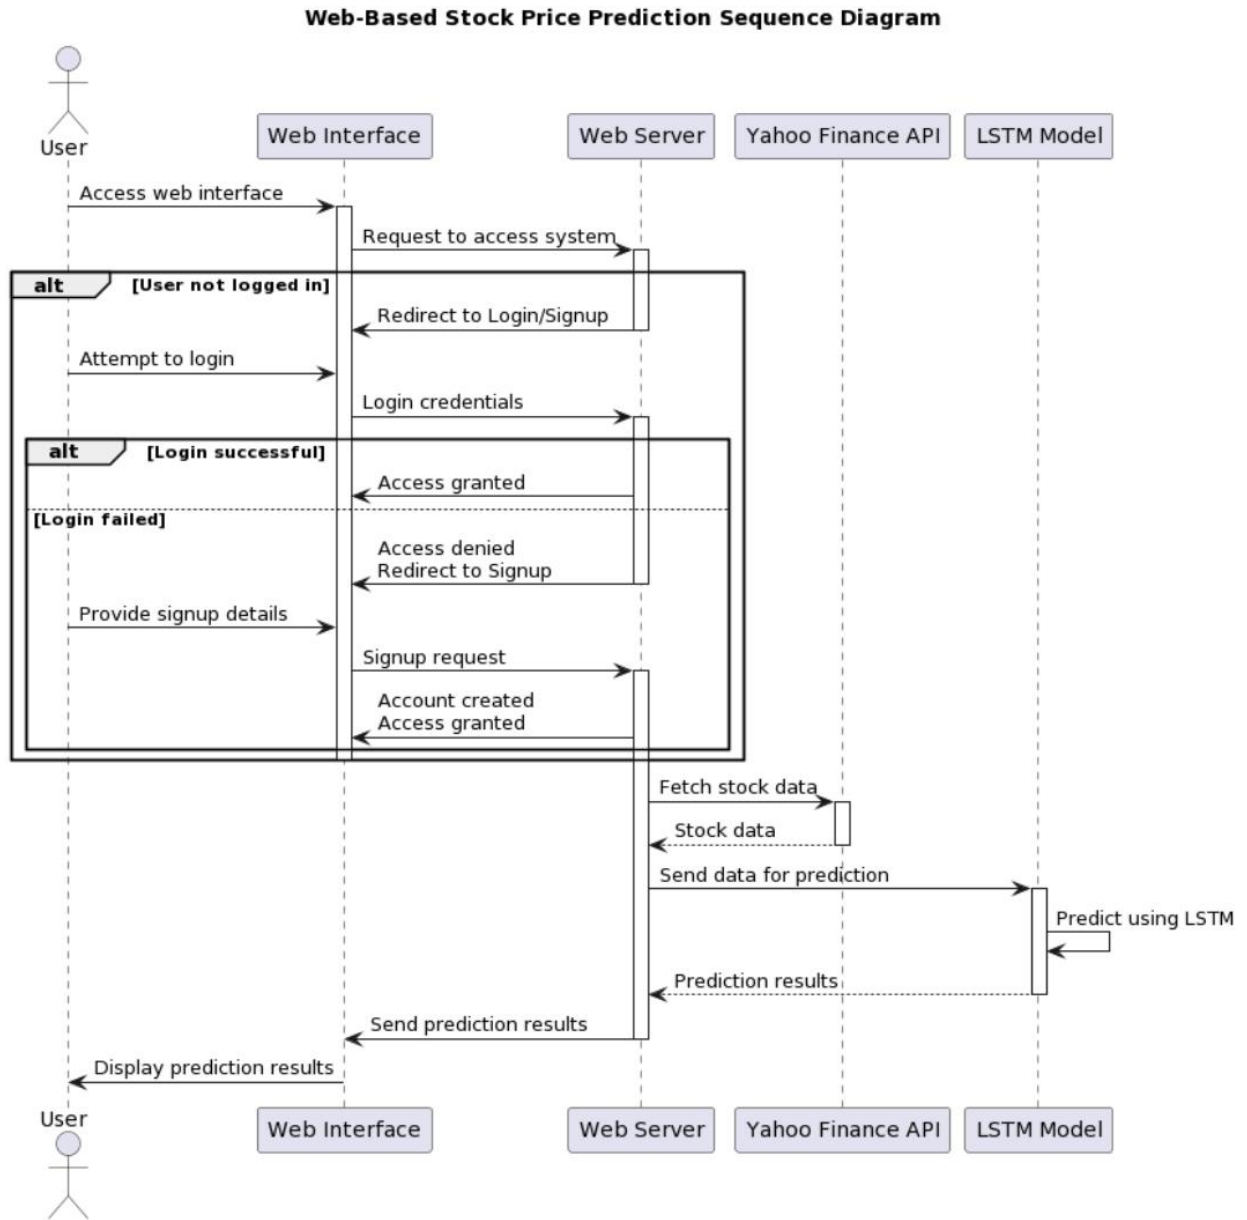 Web-Based Stock Price Prediction Sequence Diagram
User
Web Interface
Web Server
Yahoo Finance API
LSTM Model
Access web interface
Request to access system
alt
[User not logged in]
Redirect to Login/Signup
Attempt to login
Login credentials
alt
[Login successful]
Access granted
[Login failed]
Access denied
Redirect to Signup
Provide signup details
Signup request
Account created
Access granted
Fetch stock data
Stock data
Send data for prediction
Predict using LSTM
Prediction results
Send prediction results
Display prediction results
User
Web Interface
Web Server
Yahoo Finance API
LSTM Model